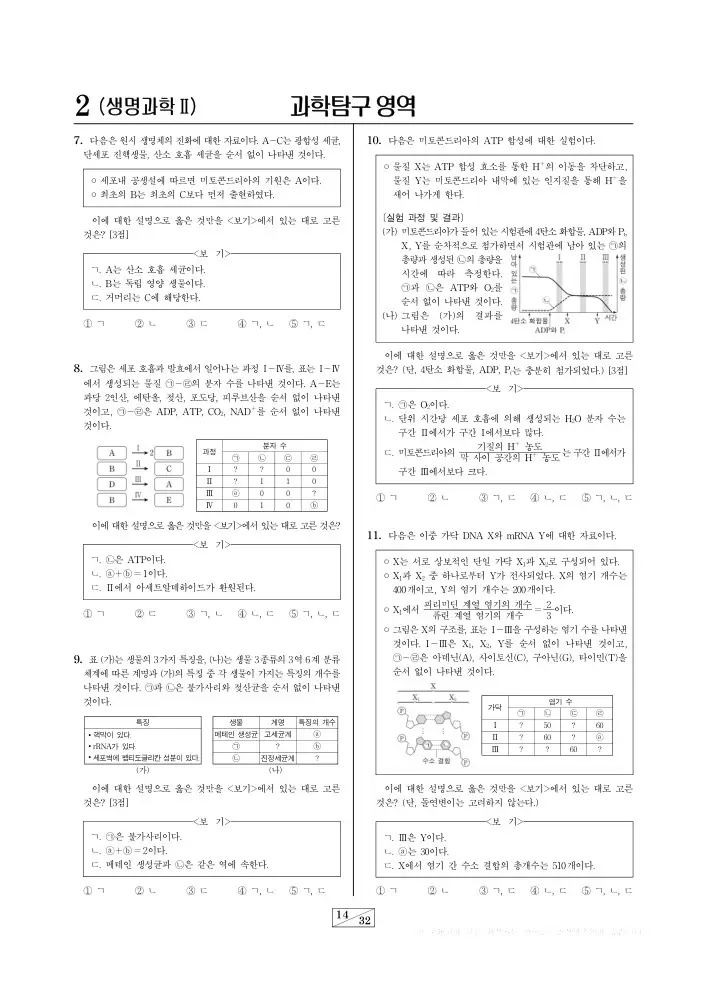 2 (생명과학 II)
과학탐구 영역
7. 다음은 원시 생명체의 진화에 대한 자료이다. A~C는 광합성 세균,
단세포 진핵생물, 산소 호흡 세균을 순서 없이 나타낸 것이다.
○ 세포내 공생설에 따르면 미토콘드리아의 기원은 A이다.
○ 최초의 B는 최초의 C보다 먼저 출현하였다.
이에 대한 설명으로 옳은 것만을 <보기>에서 있는 대로 고른
것은? [3점]
<보 기>
ㄱ. A는 산소 호흡 세균이다.
ㄴ. B는 독립 영양 생물이다.
ㄷ. 거머리는 C에 해당한다.
① ㄱ ② ㄴ ③ ㄷ ④ ㄱ, ㄴ ⑤ ㄱ, ㄷ
8. 그림은 세포 호흡과 발효에서 일어나는 과정 I~IV를, 표는 I~IV
에서 생성되는 물질 ㉠~㉣의 분자 수를 나타낸 것이다. A~E는
과당 2인산, 에탄올, 젖산, 포도당, 피루브산을 순서 없이 나타낸
것이고, ㉠~㉣은 ADP, ATP, CO₂, NAD⁺를 순서 없이 나타낸
것이다.
A I 2 B
B II C
D III A
B IV E
과정 분자 수
㉠ ㉡ ㉢ ㉣
I ? ? 0 0
II ? 1 1 0
III ⓐ 0 0 ?
IV 0 1 0 ⓑ
이에 대한 설명으로 옳은 것만을 <보기>에서 있는 대로 고른 것은?
<보 기>
ㄱ. ㉡은 ATP이다.
ㄴ. ⓐ+ⓑ=1이다.
ㄷ. II에서 아세트알데하이드가 환원된다.
① ㄱ ② ㄷ ③ ㄱ, ㄴ ④ ㄴ, ㄷ ⑤ ㄱ, ㄴ, ㄷ
9. 표 (가)는 생물의 3가지 특징을, (나)는 생물 3종류의 3역 6계 분류
체계에 따른 계명과 (가)의 특징 중 각 생물이 가지는 특징의 개수를
나타낸 것이다. ㉠과 ㉡은 불가사리와 젖산균을 순서 없이 나타낸
것이다.
특징
• 핵막이 있다.
• rRNA가 있다.
• 세포벽에 펩티도글리칸 성분이 있다.
(가)
생물 계명 특징의 개수
메테인 생성균 고세균계 ⓐ
㉠ ? ⓑ
㉡ 진정세균계 ?
(나)
이에 대한 설명으로 옳은 것만을 <보기>에서 있는 대로 고른
것은? [3점]
<보 기>
ㄱ. ㉠은 불가사리이다.
ㄴ. ⓐ+ⓑ=2이다.
ㄷ. 메테인 생성균과 ㉡은 같은 역에 속한다.
① ㄱ ② ㄴ ③ ㄷ ④ ㄱ, ㄴ ⑤ ㄱ, ㄷ
10. 다음은 미토콘드리아의 ATP 합성에 대한 실험이다.
○ 물질 X는 ATP 합성 효소를 통한 H⁺의 이동을 차단하고,
물질 Y는 미토콘드리아 내막에 있는 인지질을 통해 H⁺을
새어 나가게 한다.
[실험 과정 및 결과]
(가) 미토콘드리아가 들어 있는 시험관에 4탄소 화합물, ADP와 Pᵢ,
X, Y를 순차적으로 첨가하면서 시험관에 남아 있는 ㉠의
총량과 생성된 ㉡의 총량을
시간에 따라 측정한다.
㉠과 ㉡은 ATP와 O₂를
순서 없이 나타낸 것이다.
(나) 그림은 (가)의 결과를
나타낸 것이다.
남아 있는 ㉠ 총량
I II III
㉠
㉡
생성된 ㉡ 총량
4탄소 화합물 X Y 시간
ADP와 Pᵢ
이에 대한 설명으로 옳은 것만을 <보기>에서 있는 대로 고른
것은? (단, 4탄소 화합물, ADP, Pᵢ는 충분히 첨가되었다.) [3점]
<보 기>
ㄱ. ㉠은 O₂이다.
ㄴ. 단위 시간당 세포 호흡에 의해 생성되는 H₂O 분자 수는
구간 II에서가 구간 I에서보다 많다.
ㄷ. 미토콘드리아의 기질의 H⁺ 농도 / 막 사이 공간의 H⁺ 농도 는 구간 II에서가
구간 III에서보다 크다.
① ㄱ ② ㄴ ③ ㄱ, ㄷ ④ ㄴ, ㄷ ⑤ ㄱ, ㄴ, ㄷ
11. 다음은 이중 가닥 DNA X와 mRNA Y에 대한 자료이다.
○ X는 서로 상보적인 단일 가닥 X₁과 X₂로 구성되어 있다.
○ X₁과 X₂ 중 하나로부터 Y가 전사되었다. X의 염기 개수는
400개이고, Y의 염기 개수는 200개이다.
○ X₁에서 피리미딘 계열 염기의 개수 / 퓨린 계열 염기의 개수 = 2/3이다.
○ 그림은 X의 구조를, 표는 I~III을 구성하는 염기 수를 나타낸
것이다. I~III은 X₁, X₂, Y를 순서 없이 나타낸 것이고,
㉠~㉣은 아데닌(A), 사이토신(C), 구아닌(G), 타이민(T)을
순서 없이 나타낸 것이다.
X
X₁ X₂
P P
㉠ ㉡
㉢ ㉣
P P
수소 결합
가닥 염기 수
㉠ ㉡ ㉢ ㉣
I ? 50 ? 60
II ? 60 ? ⓐ
III ? ? 60 ?
이에 대한 설명으로 옳은 것만을 <보기>에서 있는 대로 고른
것은? (단, 돌연변이는 고려하지 않는다.)
<보 기>
ㄱ. III은 Y이다.
ㄴ. ⓐ는 30이다.
ㄷ. X에서 염기 간 수소 결합의 총개수는 510개이다.
① ㄱ ② ㄴ ③ ㄱ, ㄷ ④ ㄴ, ㄷ ⑤ ㄱ, ㄴ, ㄷ
14 32